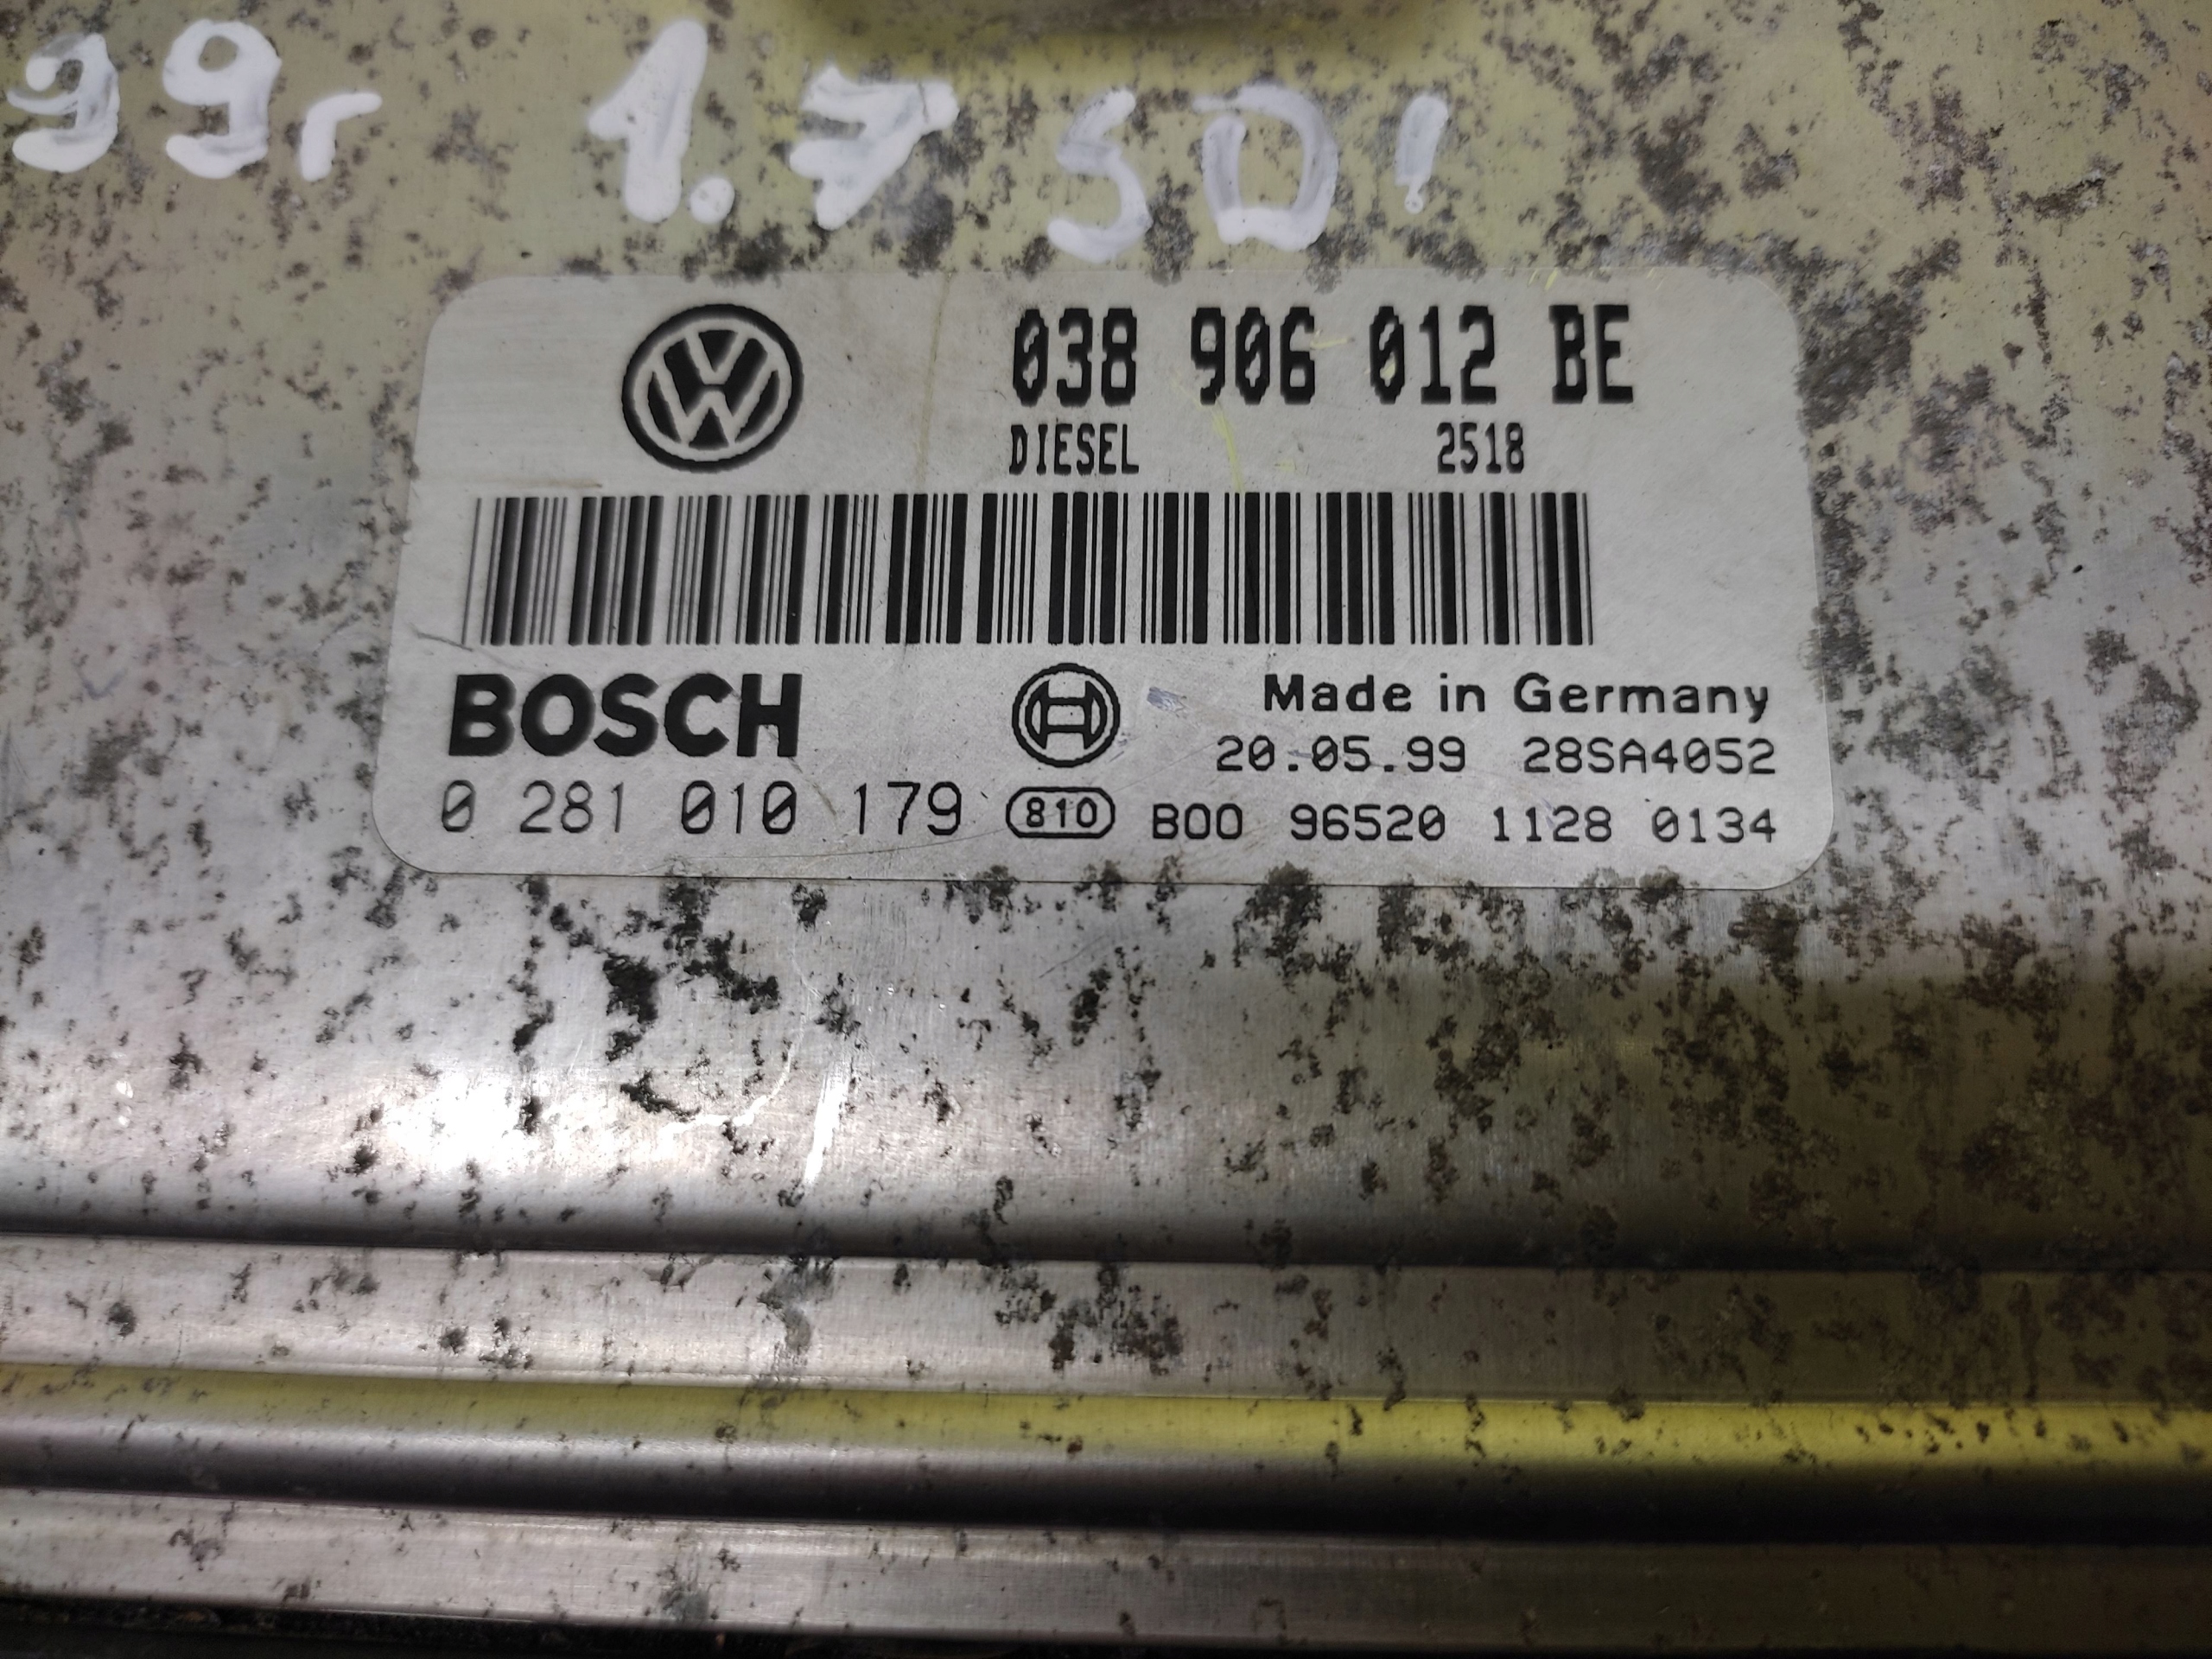 99r 1.7 SDI
038 906 012 BE
DIESEL 2518
BOSCH Made in Germany
20.05.99 28SA4052
0 281 010 179 810 B00 96520 1128 0134